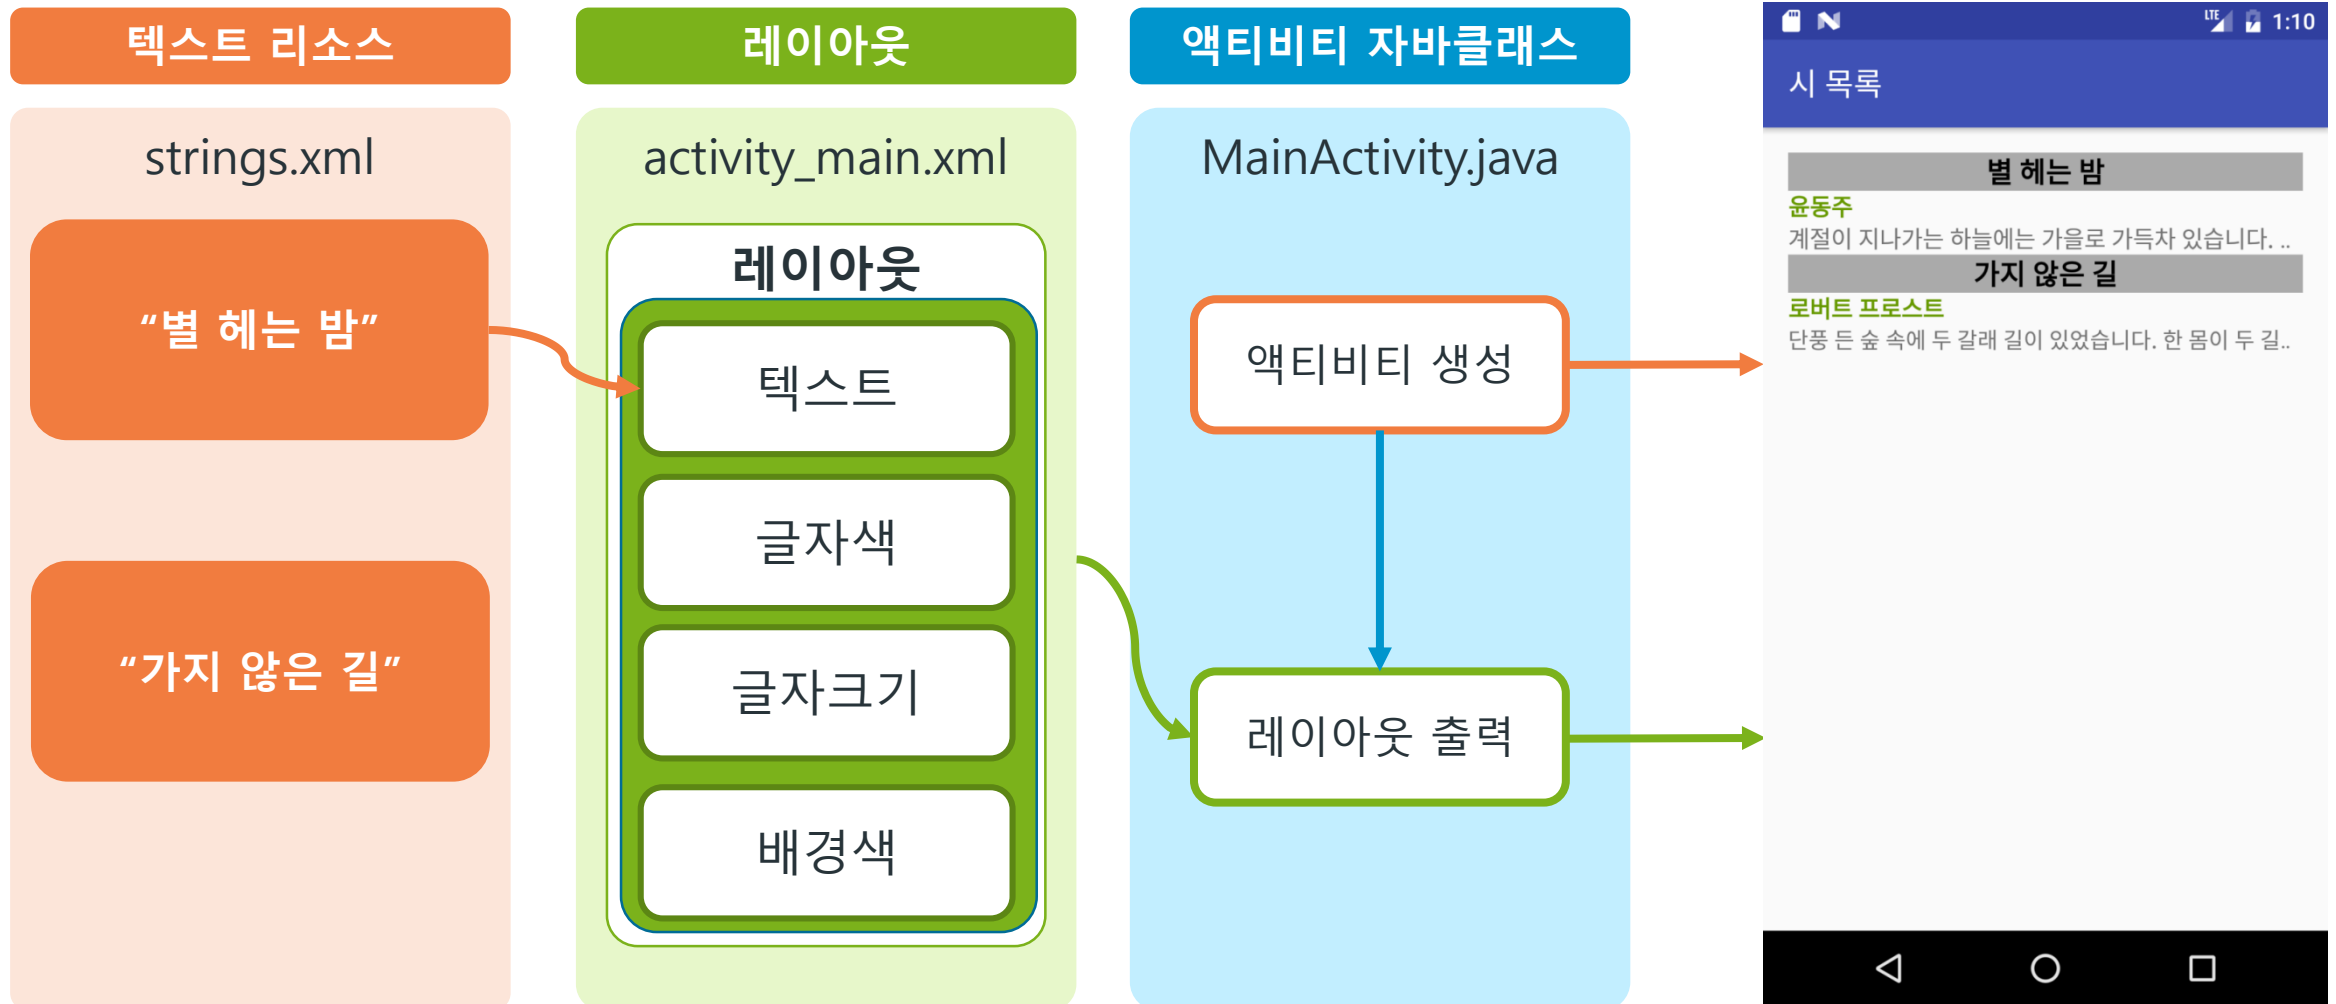 텍스트 리소스
strings.xml
“별 헤는 밤”
“가지 않은 길”
레이아웃
activity_main.xml
레이아웃
텍스트
글자색
글자크기
배경색
액티비티 자바클래스
MainActivity.java
액티비티 생성
레이아웃 출력
LTE 1:10
시 목록
별 헤는 밤
윤동주
계절이 지나가는 하늘에는 가을로 가득차 있습니다. ..
가지 않은 길
로버트 프로스트
단풍 든 숲 속에 두 갈래 길이 있었습니다. 한 몸이 두 길..